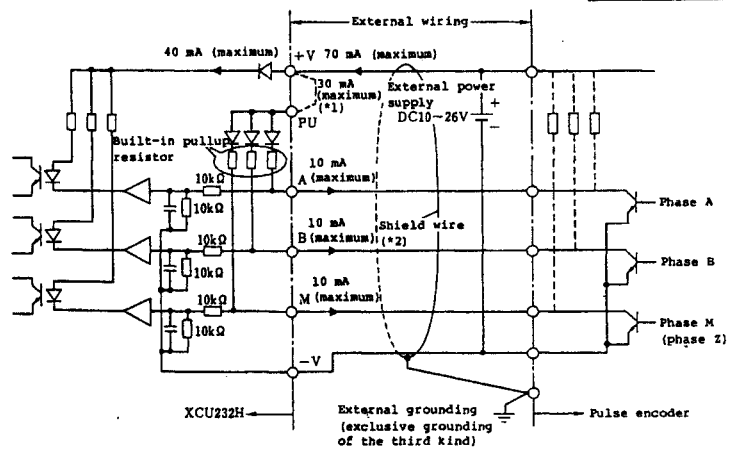 External wiring
40 mA (maximum)
+V
70 mA (maximum)
30 mA
(maximum)
(*1)
PU
External power
supply
DC10~26V
+
−
Built-in pullup
resistor
10 mA
(maximum)
A
10kΩ
10kΩ
Phase A
10 mA
(maximum)
B
Shield wire
(*2)
10kΩ
10kΩ
Phase B
10 mA
(maximum)
M
10kΩ
10kΩ
Phase M
(phase Z)
−V
XCU232H
External grounding
(exclusive grounding
of the third kind)
Pulse encoder